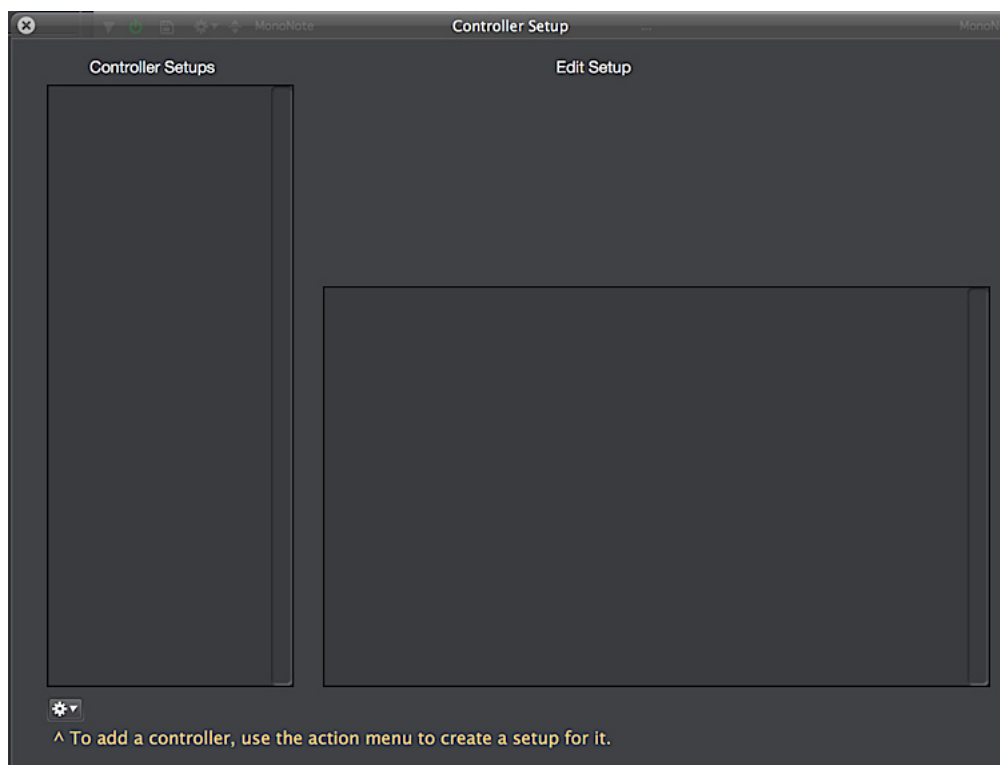 MonoNote
Controller Setup
...
Controller Setups
Edit Setup
^ To add a controller, use the action menu to create a setup for it.